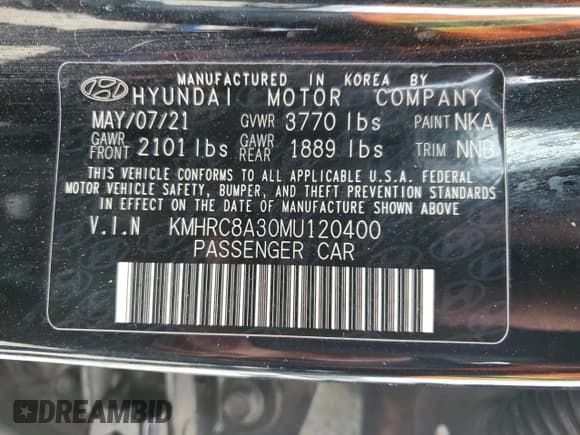 MANUFACTURED IN KOREA BY
HYUNDAI MOTOR COMPANY
MAY/07/21 GVWR 3770 lbs PAINT NKA
GAWR FRONT 2101 lbs GAWR REAR 1889 lbs TRIM NNB
THIS VEHICLE CONFORMS TO ALL APPLICABLE U.S.A. FEDERAL
MOTOR VEHICLE SAFETY, BUMPER, AND THEFT PREVENTION STANDARDS
IN EFFECT ON THE DATE OF MANUFACTURE SHOWN ABOVE.
V.I.N KMHRC8A30MU120400
PASSENGER CAR
DREAMBID